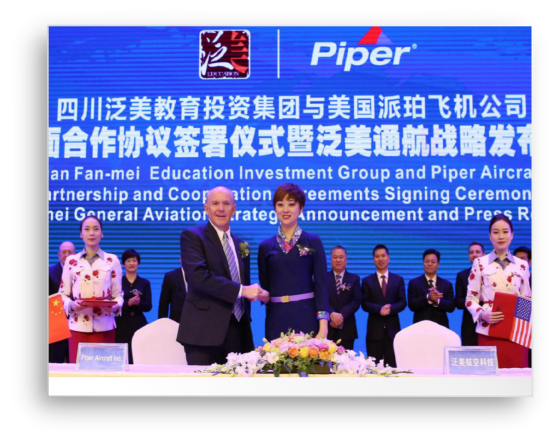 泛美
EDUCATION
Piper®
四川泛美教育投资集团与美国派珀飞机公司
面合作协议签署仪式暨泛美通航战略发布
an Fan-mei Education Investment Group and Piper Aircra
artnership and Cooperation Agreements Signing Ceremon
mei General Aviation Strategy Announcement and Press R
Piper Aircraft Inc.
泛美航空科技